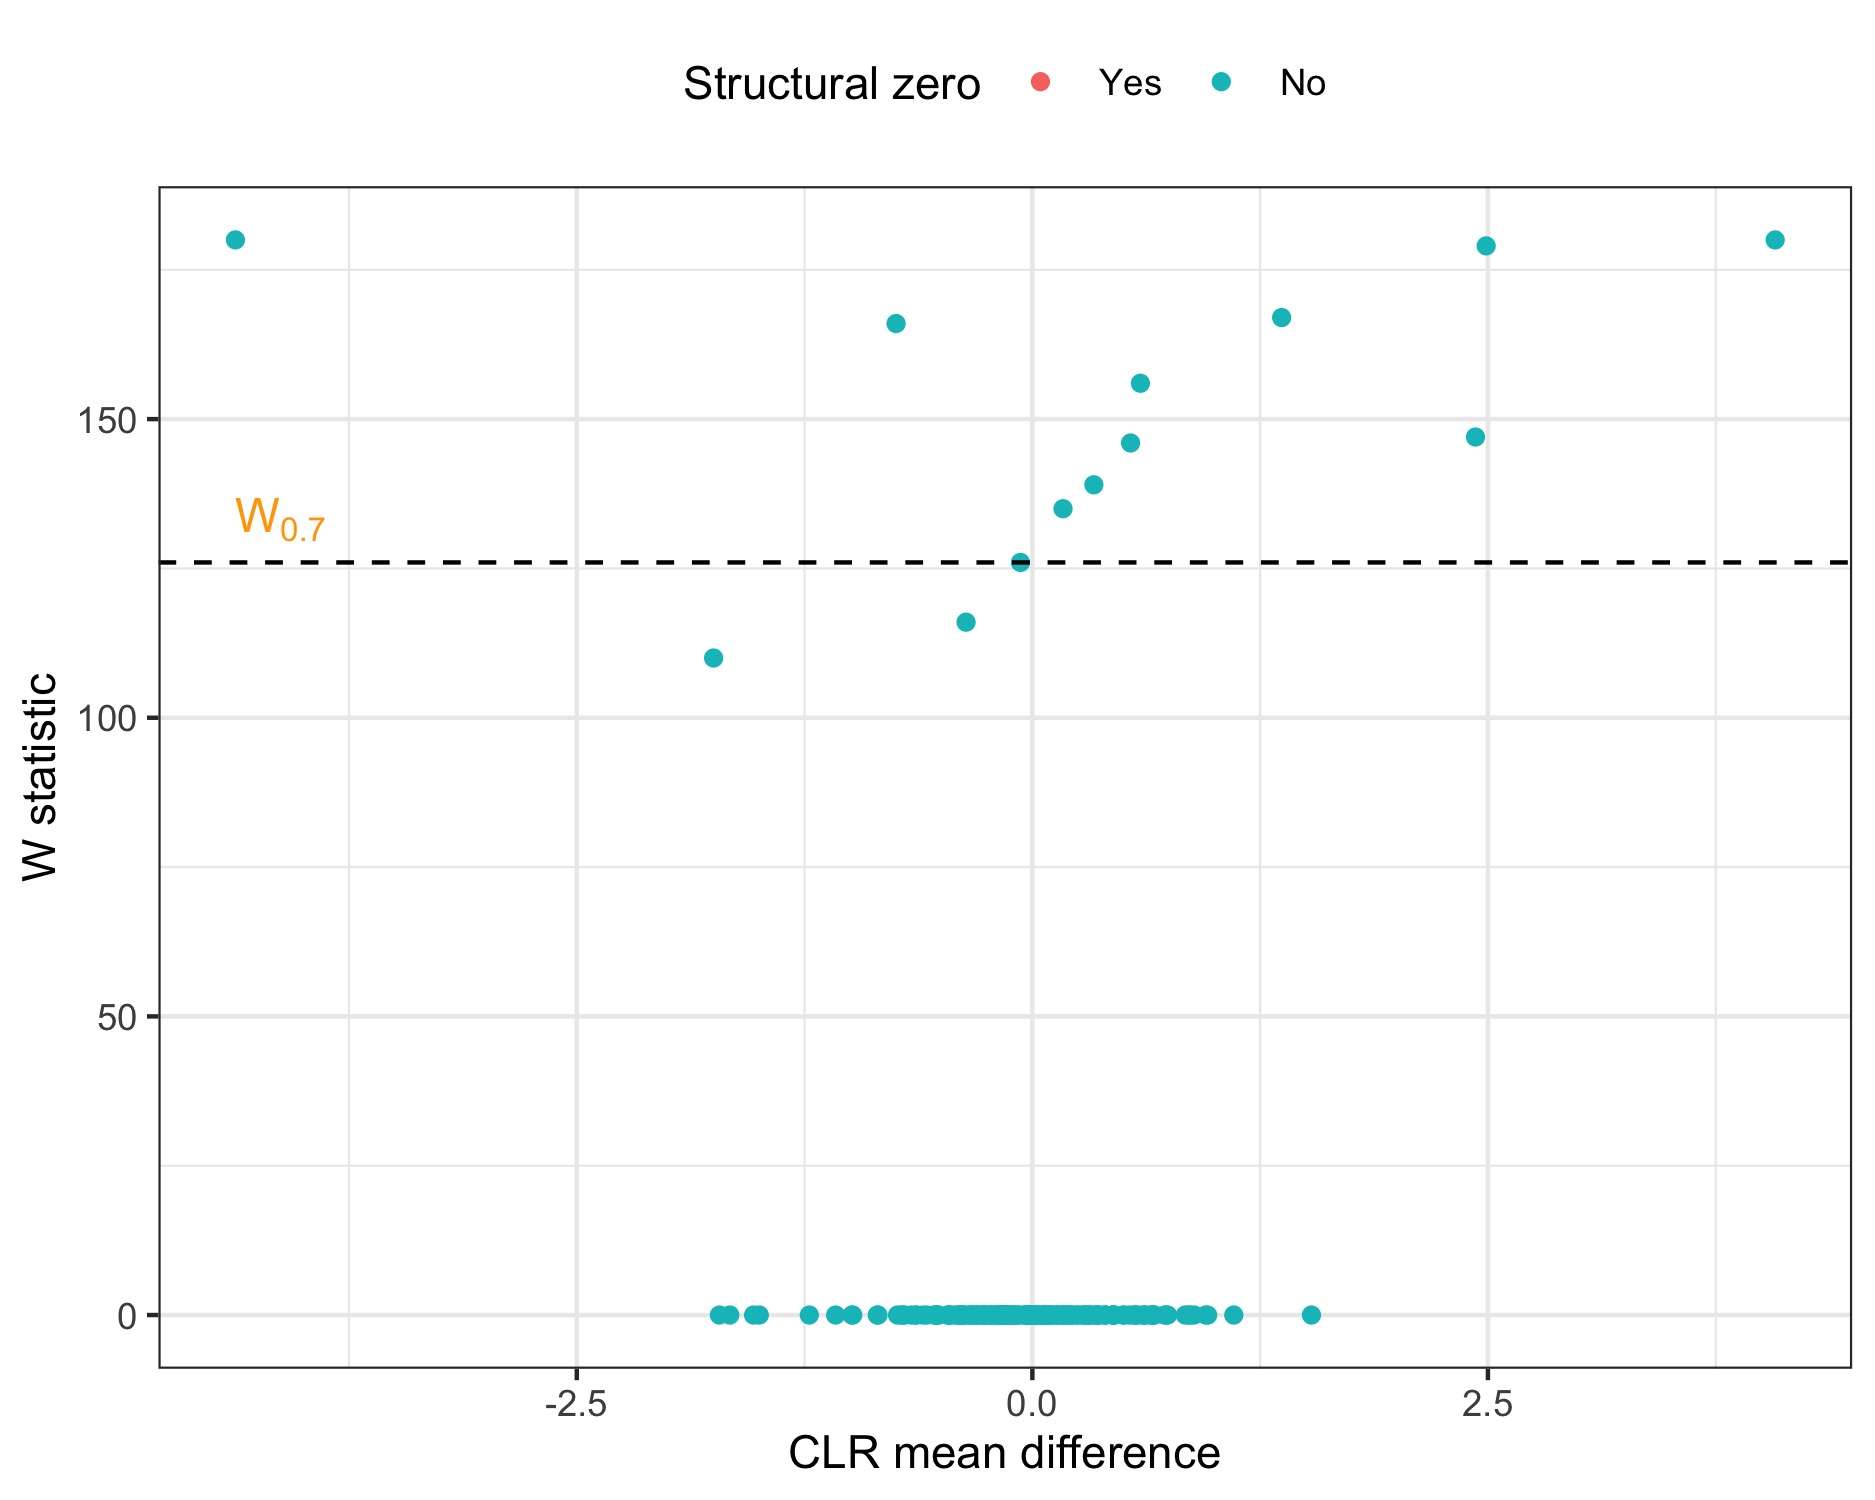 Structural zero Yes No
W0.7
150
100
50
0
W statistic
-2.5 0.0 2.5
CLR mean difference